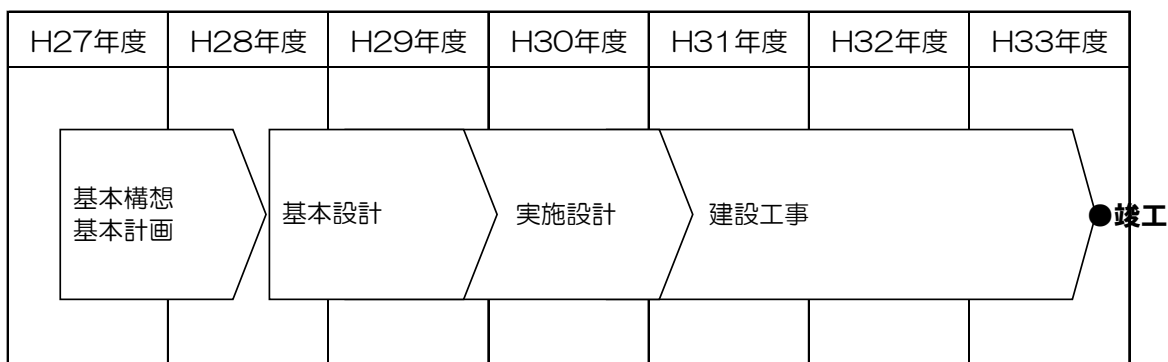 H27年度 H28年度 H29年度 H30年度 H31年度 H32年度 H33年度
基本構想
基本計画
基本設計
実施設計
建設工事
●竣工